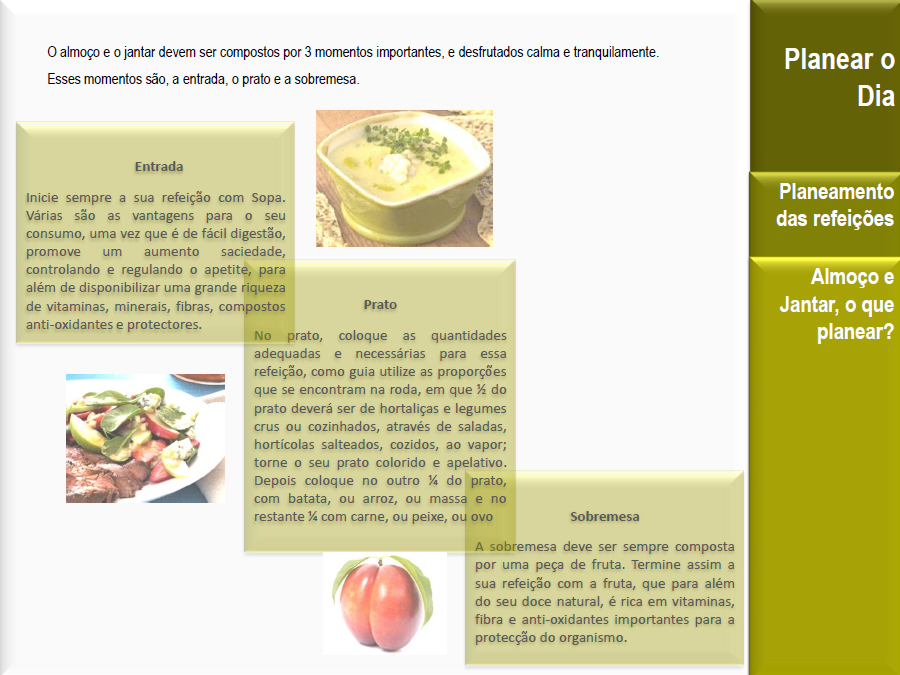 O almoço e o jantar devem ser compostos por 3 momentos importantes, e desfrutados calma e tranquilamente.
Esses momentos são, a entrada, o prato e a sobremesa.
Entrada
Inicie sempre a sua refeição com Sopa.
Várias são as vantagens para o seu
consumo, uma vez que é de fácil digestão,
promove um aumento saciedade,
controlando e regulando o apetite, para
além de disponibilizar uma grande riqueza
de vitaminas, minerais, fibras, compostos
anti-oxidantes e protectores.
Prato
No prato, coloque as quantidades
adequadas e necessárias para essa
refeição, como guia utilize as proporções
que se encontram na roda, em que ½ do
prato deverá ser de hortaliças e legumes
crus ou cozinhados, através de saladas,
hortícolas salteados, cozidos, ao vapor;
torne o seu prato colorido e apelativo.
Depois coloque no outro ¼ do prato,
com batata, ou arroz, ou massa e no
restante ¼ com carne, ou peixe, ou ovo
Sobremesa
A sobremesa deve ser sempre composta
por uma peça de fruta. Termine assim a
sua refeição com a fruta, que para além
do seu doce natural, é rica em vitaminas,
fibra e anti-oxidantes importantes para a
protecção do organismo.
Planear o
Dia
Planeamento
das refeições
Almoço e
Jantar, o que
planear?